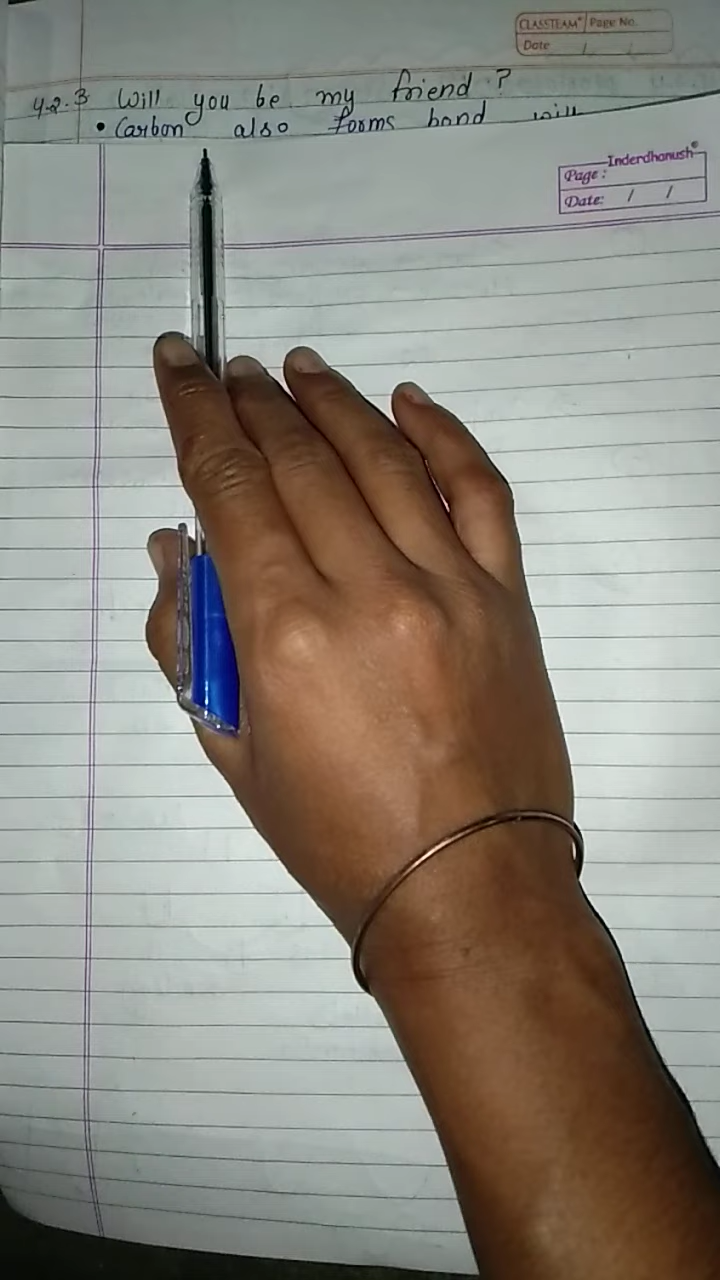 CLASSTEAM® Page No.
Date / /
4.2.3 Will you be my friend ?
• Carbon also forms bond will
Inderdhanush®
Page :
Date: / /